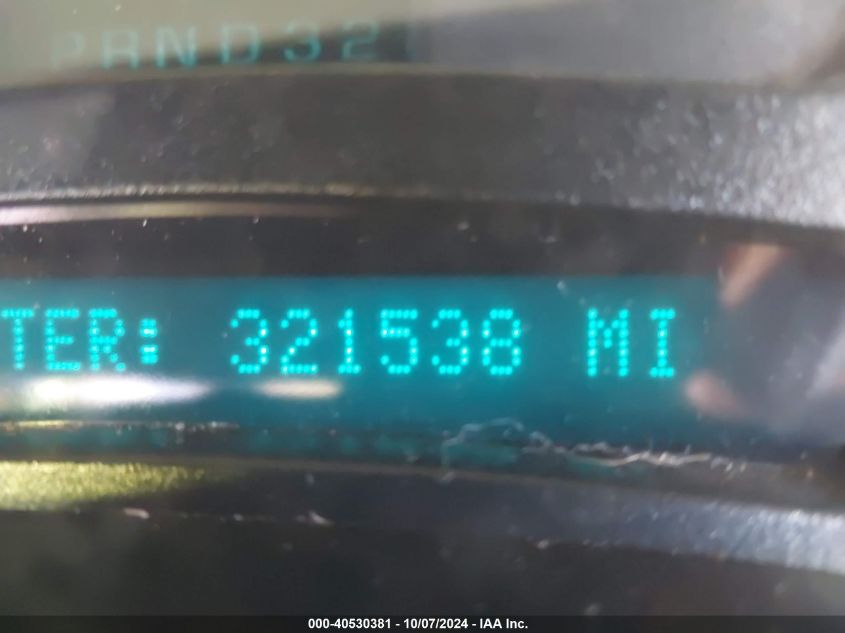 PRND32
TER: 321538 MI
000-40530381 - 10/07/2024 - IAA Inc.